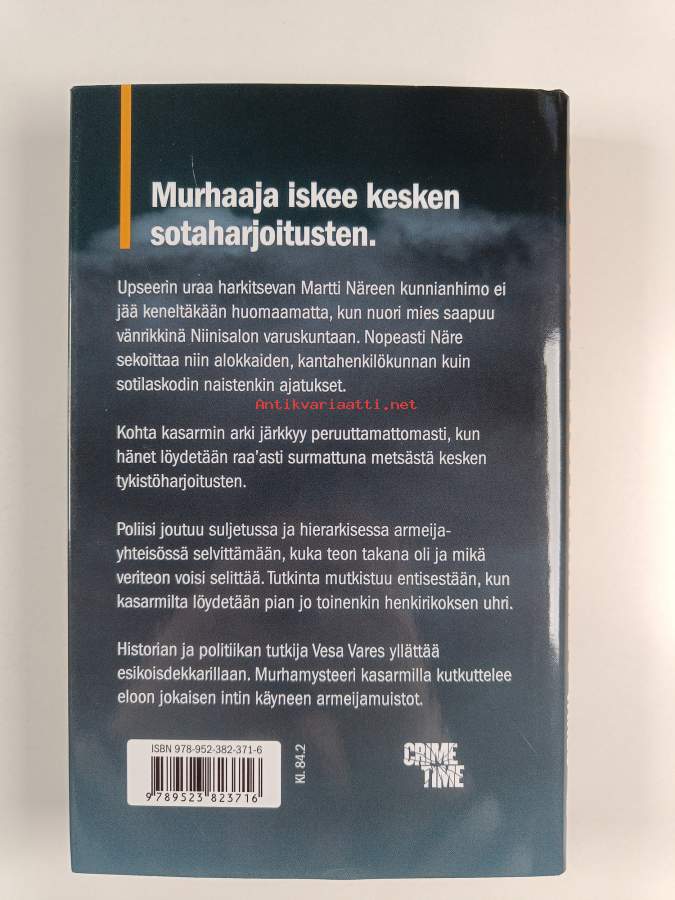 Murhaaja iskee kesken
sotaharjoitusten.
Upseerin uraa harkitsevan Martti Näreen kunnianhimo ei
jää keneltäkään huomaamatta, kun nuori mies saapuu
vänrikkinä Niinisalon varuskuntaan. Nopeasti Näre
sekoittaa niin alokkaiden, kantahenkilökunnan kuin
sotilaskodin naistenkin ajatukset.
Antikvariaatti.net
Kohta kasarmin arki järkkyy peruuttamattomasti, kun
hänet löydetään raa'asti surmattuna metsästä kesken
tykistöharjoitusten.
Poliisi joutuu suljetussa ja hierarkisessa armeija-
yhteisössä selvittämään, kuka teon takana oli ja mikä
veriteon voisi selittää. Tutkinta mutkistuu entisestään, kun
kasarmilta löydetään pian jo toinenkin henkirikoksen uhri.
Historian ja politiikan tutkija Vesa Vares yllättää
esikoisdekkarillaan. Murhamysteeri kasarmilla kutkuttelee
eloon jokaisen intin käyneen armeijamuistot.
ISBN 978-952-382-371-6
9 789523 823716
Kl. 84.2
CRIME
TIME